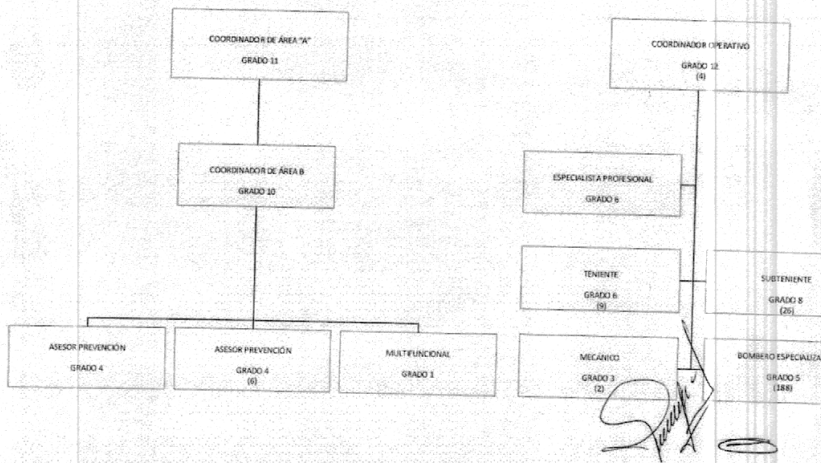 COORDINADOR DE ÁREA "A"
GRADO 11
COORDINADOR DE ÁREA B
GRADO 10
ASESOR PREVENCIÓN
GRADO 4
ASESOR PREVENCIÓN
GRADO 4
(6)
MULTIFUNCIONAL
GRADO 1
COORDINADOR OPERATIVO
GRADO 12
(4)
ESPECIALISTA PROFESIONAL
GRADO 8
TENIENTE
GRADO 6
(9)
SUBTENIENTE
GRADO 8
(26)
MECÁNICO
GRADO 3
(2)
BOMBERO ESPECIALIZA
GRADO 5
(188)